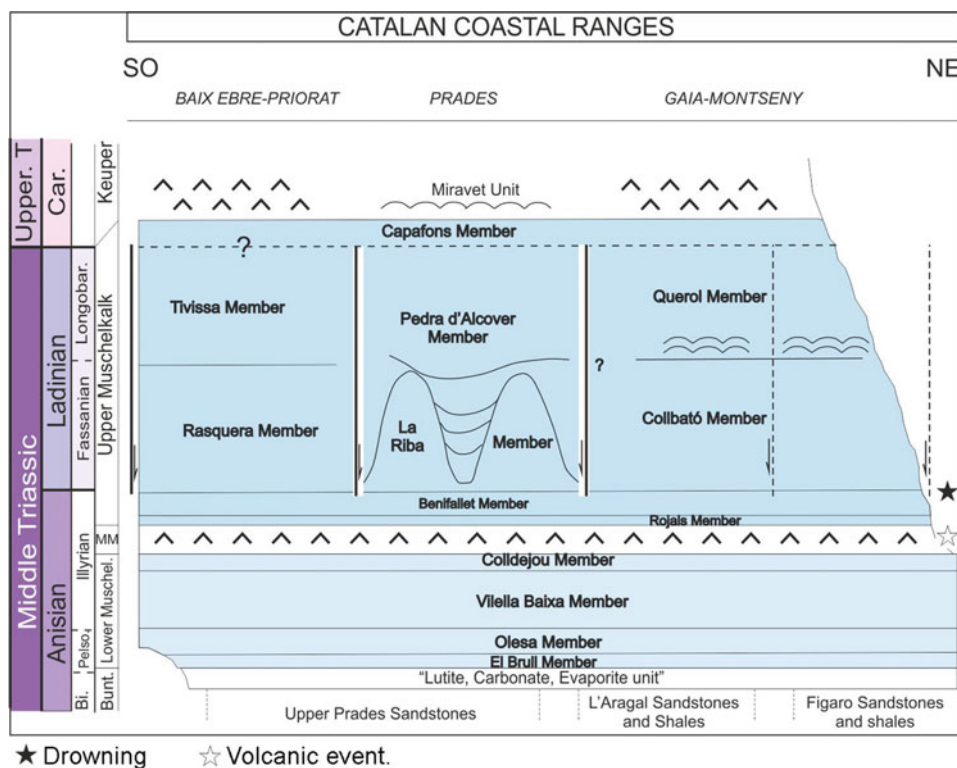 CATALAN COASTAL RANGES
SO
NE
BAIX EBRE-PRIORAT
PRADES
GAIA-MONTSENY
Upper. T
Car.
Keuper
Miravet Unit
Capafons Member
?
Middle Triassic
Ladinian
Longobar.
Fassanian
Upper Muschelkalk
Tivissa Member
Pedra d'Alcover
Member
Querol Member
?
Rasquera Member
La
Riba
Member
Collbató Member
Benifallet Member
Rojals Member
Anisian
Illyrian
MM
Colldejou Member
Lower Muschel.
Vilella Baixa Member
Pelso.
Olesa Member
El Brull Member
Bi.
Bunt.
"Lutite, Carbonate, Evaporite unit"
Upper Prades Sandstones
L'Aragal Sandstones
and Shales
Figaro Sandstones
and shales
★ Drowning
☆ Volcanic event.